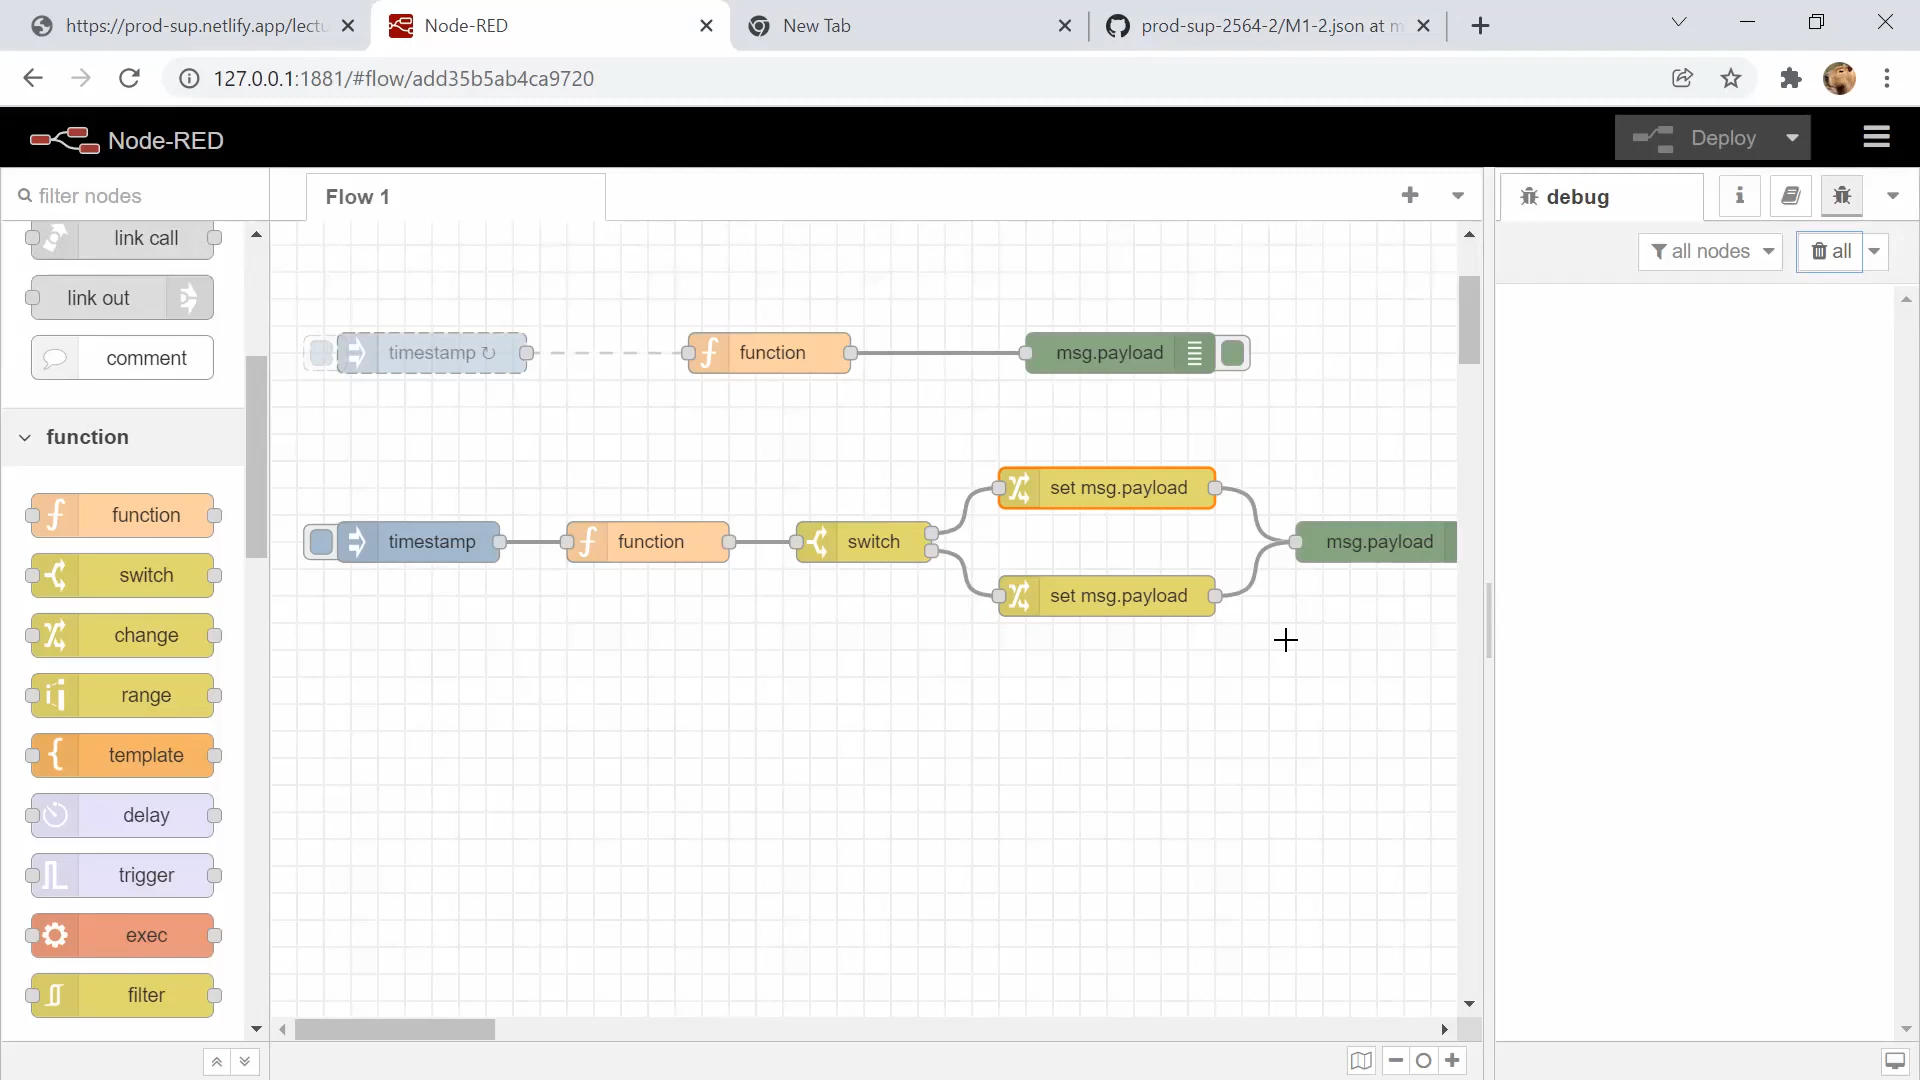 https://prod-sup.netlify.app/lectu
Node-RED
New Tab
prod-sup-2564-2/M1-2.json at m
127.0.0.1:1881/#flow/add35b5ab4ca9720
Node-RED
Deploy
filter nodes
link call
link out
comment
function
function
switch
change
range
template
delay
trigger
exec
filter
Flow 1
timestamp ↻
function
msg.payload
set msg.payload
timestamp
function
switch
msg.payload
set msg.payload
debug
i
all nodes
all